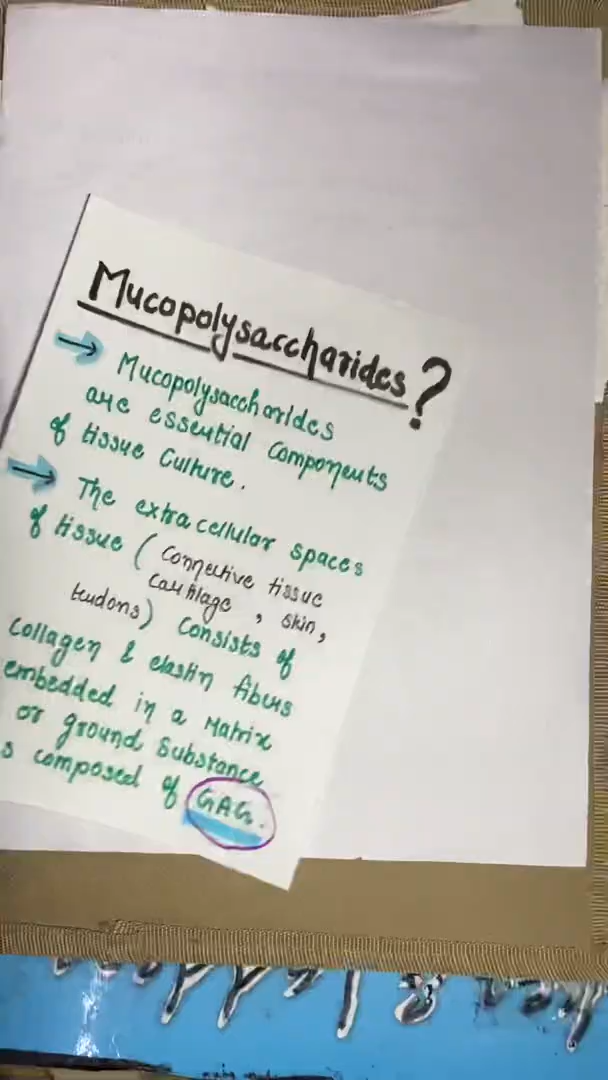 Mucopolysaccharides?
→ Mucopolysaccharides
are essential components
of tissue Culture.
→ The extracellular spaces
of tissue ( Connective tissue
cartilage , skin,
tendons) Consists of
Collagen & elastin fibers
embedded in a Matrix
or ground Substance
s composed of GAG.